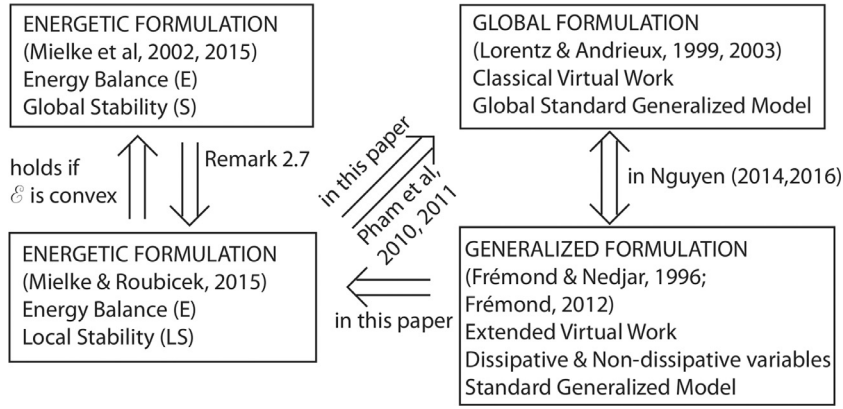 ENERGETIC FORMULATION
(Mielke et al, 2002, 2015)
Energy Balance (E)
Global Stability (S)
GLOBAL FORMULATION
(Lorentz & Andrieux, 1999, 2003)
Classical Virtual Work
Global Standard Generalized Model
holds if
ℰ is convex
Remark 2.7
in this paper
Pham et al,
2010, 2011
in Nguyen (2014,2016)
ENERGETIC FORMULATION
(Mielke & Roubicek, 2015)
Energy Balance (E)
Local Stability (LS)
in this paper
GENERALIZED FORMULATION
(Frémond & Nedjar, 1996;
Frémond, 2012)
Extended Virtual Work
Dissipative & Non-dissipative variables
Standard Generalized Model